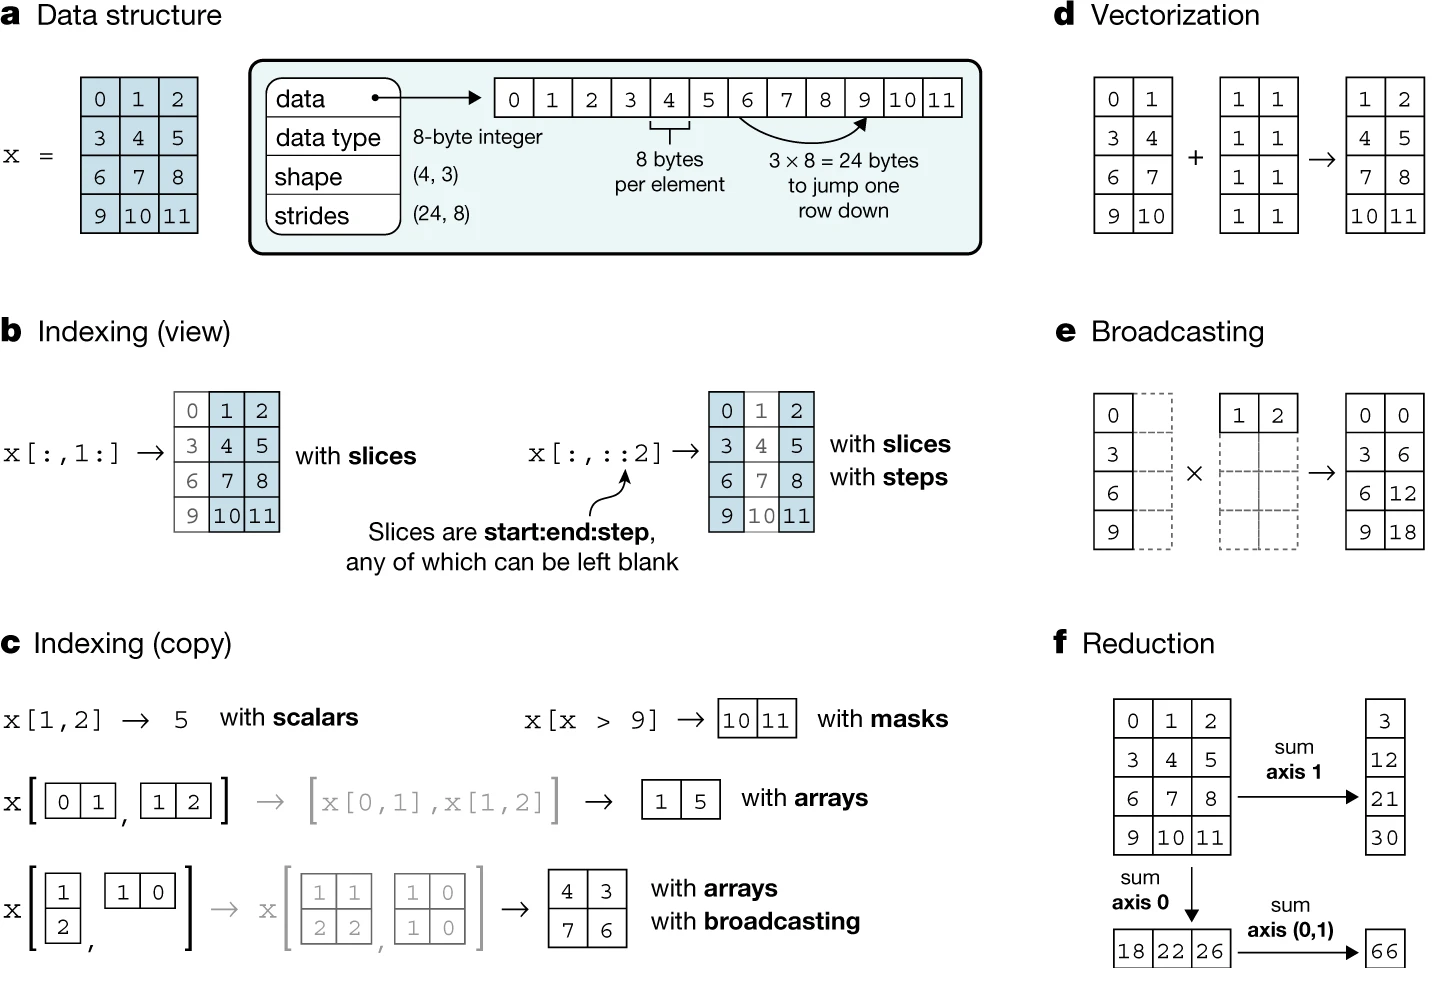 a Data structure
x =
0 1 2
3 4 5
6 7 8
9 10 11
data
data type
shape
strides
8-byte integer
(4, 3)
(24, 8)
0 1 2 3 4 5 6 7 8 9 10 11
8 bytes
per element
3 × 8 = 24 bytes
to jump one
row down
b Indexing (view)
x[:,1:] →
0 1 2
3 4 5
6 7 8
9 10 11
with slices
x[:,::2] →
0 1 2
3 4 5
6 7 8
9 10 11
with slices
with steps
Slices are start:end:step,
any of which can be left blank
c Indexing (copy)
x[1,2] → 5 with scalars
x[x > 9] → 10 11 with masks
x[ 0 1 , 1 2 ] → [x[0,1],x[1,2]] → 1 5 with arrays
x[
1
2
,
1 0
] → x[
1 1
2 2
,
1 0
1 0
] →
4 3
7 6
with arrays
with broadcasting
d Vectorization
0 1
3 4
6 7
9 10
+
1 1
1 1
1 1
1 1
→
1 2
4 5
7 8
10 11
e Broadcasting
0
3
6
9
×
1 2
→
0 0
3 6
6 12
9 18
f Reduction
0 1 2
3 4 5
6 7 8
9 10 11
sum
axis 1
3
12
21
30
sum
axis 0
18 22 26
sum
axis (0,1)
66